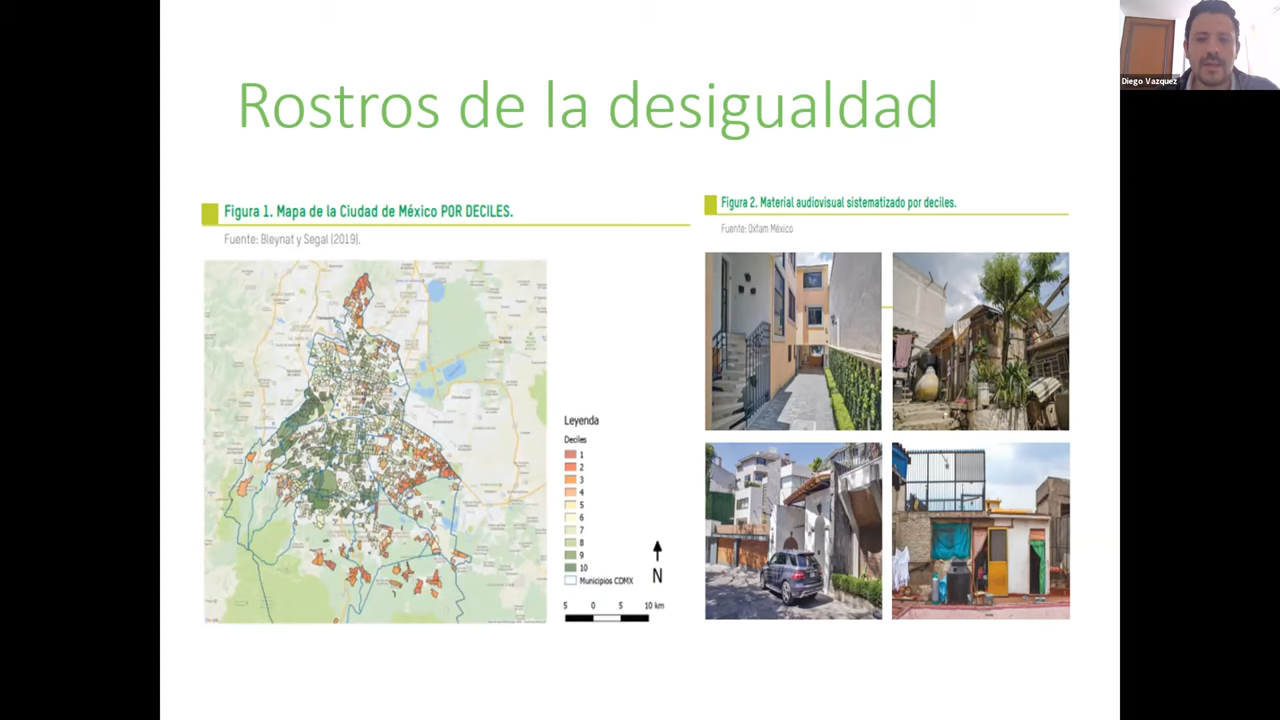 Rostros de la desigualdad
Figura 1. Mapa de la Ciudad de México POR DECILES.
Fuente: Bleynat y Segal (2019).
Leyenda
Deciles
1
2
3
4
5
6
7
8
9
10
Municipios CDMX
N
5 0 5 10 km
Figura 2. Material audiovisual sistematizado por deciles.
Fuente: Oxfam México
Diego Vazquez